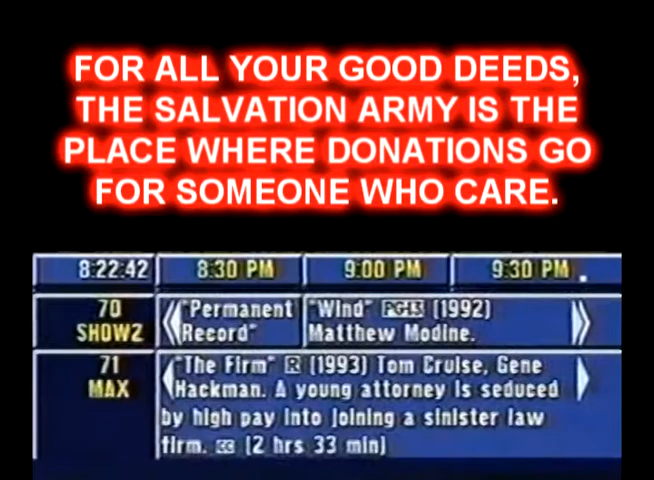 FOR ALL YOUR GOOD DEEDS,
THE SALVATION ARMY IS THE
PLACE WHERE DONATIONS GO
FOR SOMEONE WHO CARE.
8:22:42 8:30 PM 9:00 PM 9:30 PM
70 "Permanent "Wind" PG13 (1992)
SHOW2 Record" Matthew Modine.
71 "The Firm" R (1993) Tom Cruise, Gene
MAX Hackman. A young attorney is seduced
by high pay into joining a sinister law
firm. CC (2 hrs 33 min)